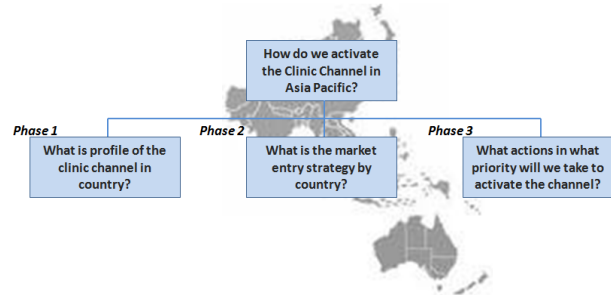 How do we activate
the Clinic Channel in
Asia Pacific?
Phase 1
What is profile of the
clinic channel in
country?
Phase 2
What is the market
entry strategy by
country?
Phase 3
What actions in what
priority will we take to
activate the channel?